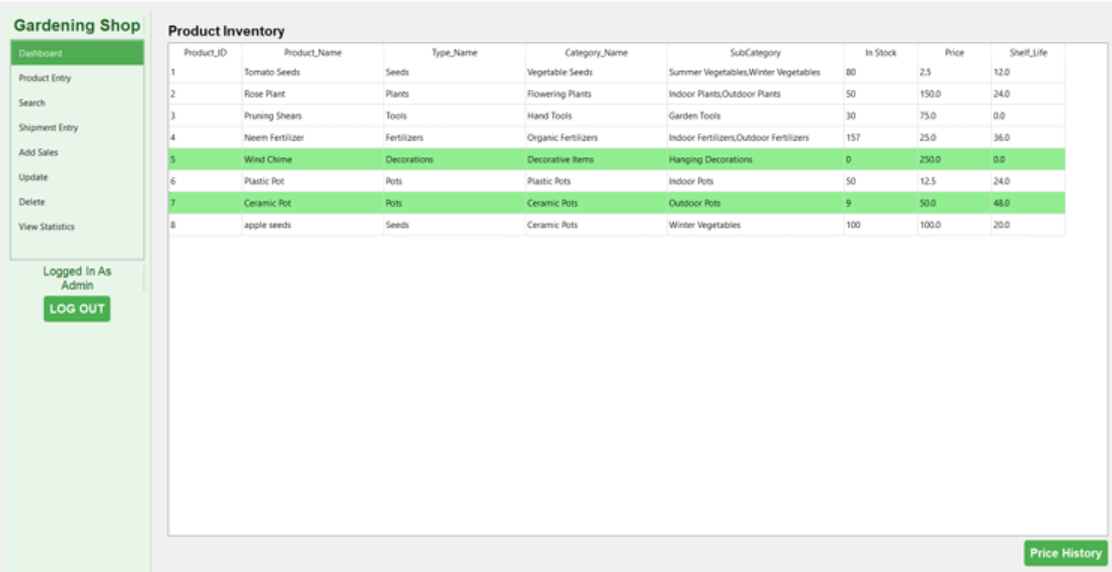 Gardening Shop
Dashboard
Product Entry
Search
Shipment Entry
Add Sales
Update
Delete
View Statistics
Logged In As
Admin
LOG OUT
Product Inventory
Product_ID Product_Name Type_Name Category_Name SubCategory In Stock Price Shelf_Life
1 Tomato Seeds Seeds Vegetable Seeds Summer Vegetables,Winter Vegetables 80 2.5 12.0
2 Rose Plant Plants Flowering Plants Indoor Plants,Outdoor Plants 50 150.0 24.0
3 Pruning Shears Tools Hand Tools Garden Tools 30 75.0 0.0
4 Neem Fertilizer Fertilizers Organic Fertilizers Indoor Fertilizers,Outdoor Fertilizers 157 25.0 36.0
5 Wind Chime Decorations Decorative Items Hanging Decorations 0 250.0 0.0
6 Plastic Pot Pots Plastic Pots Indoor Pots 50 12.5 24.0
7 Ceramic Pot Pots Ceramic Pots Outdoor Pots 9 50.0 48.0
8 apple seeds Seeds Ceramic Pots Winter Vegetables 100 100.0 20.0
Price History